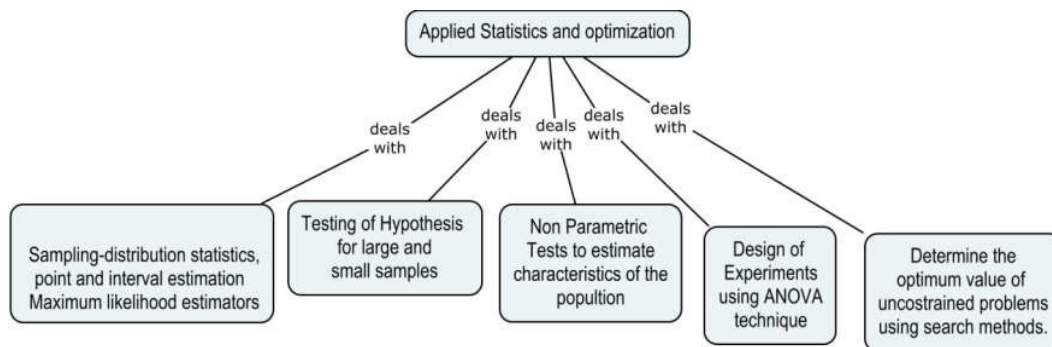 Applied Statistics and optimization
deals
with
deals
with
deals
with
deals
with
deals
with
Sampling-distribution statistics,
point and interval estimation
Maximum likelihood estimators
Testing of Hypothesis
for large and
small samples
Non Parametric
Tests to estimate
characteristics of the
popultion
Design of
Experiments
using ANOVA
technique
Determine the
optimum value of
uncostrained problems
using search methods.